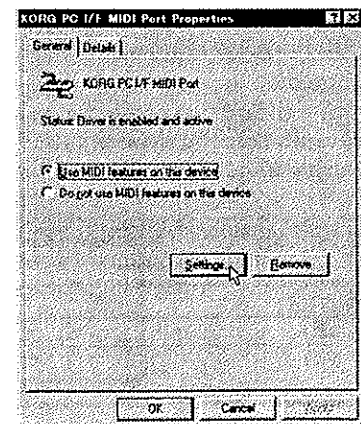 KORG PC I/F MIDI Port Properties
General Details
KORG PC I/F MIDI Port
Status: Driver is enabled and active
Use MIDI features on this device
Do not use MIDI features on this device
Settings... Remove
OK Cancel Apply